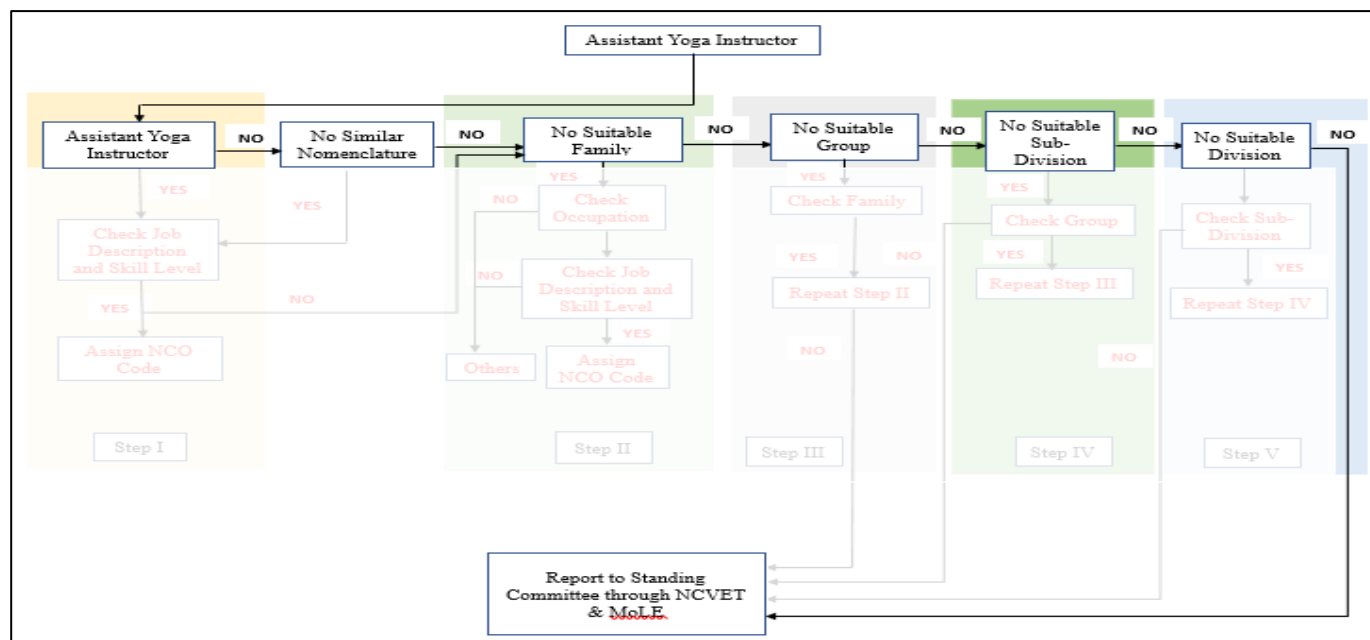 Assistant Yoga Instructor
Assistant Yoga
Instructor
NO
No Similar
Nomenclature
NO
No Suitable
Family
NO
No Suitable
Group
NO
No Suitable
Sub-
Division
NO
No Suitable
Division
NO
YES
YES
Check Job
Description
and Skill Level
YES
NO
Assign NCO
Code
Step I
YES
NO
Check
Occupation
NO
Check Job
Description and
Skill Level
YES
Others
Assign
NCO Code
Step II
YES
Check Family
YES
NO
Repeat Step II
NO
Step III
YES
Check Group
YES
Repeat Step III
NO
Step IV
Check Sub-
Division
YES
Repeat Step IV
Step V
Report to Standing
Committee through NCVET
& MoLE